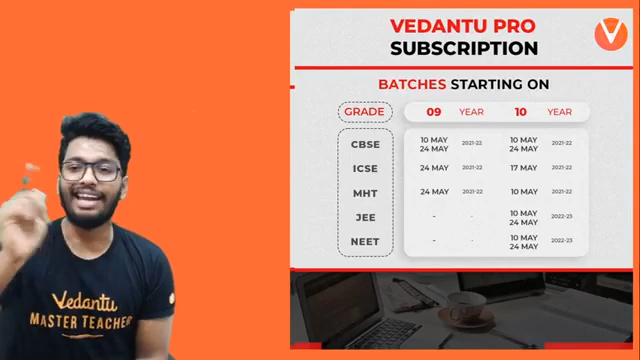 VEDANTU PRO
SUBSCRIPTION
V
BATCHES STARTING ON
GRADE 09 YEAR 10 YEAR
CBSE 10 MAY 24 MAY 2021-22 10 MAY 24 MAY 2021-22
ICSE 24 MAY 2021-22 17 MAY 2021-22
MHT 24 MAY 2021-22 10 MAY 2021-22
JEE - - 10 MAY 24 MAY 2022-23
NEET - - 10 MAY 24 MAY 2022-23
Vedantu
MASTER TEACHER